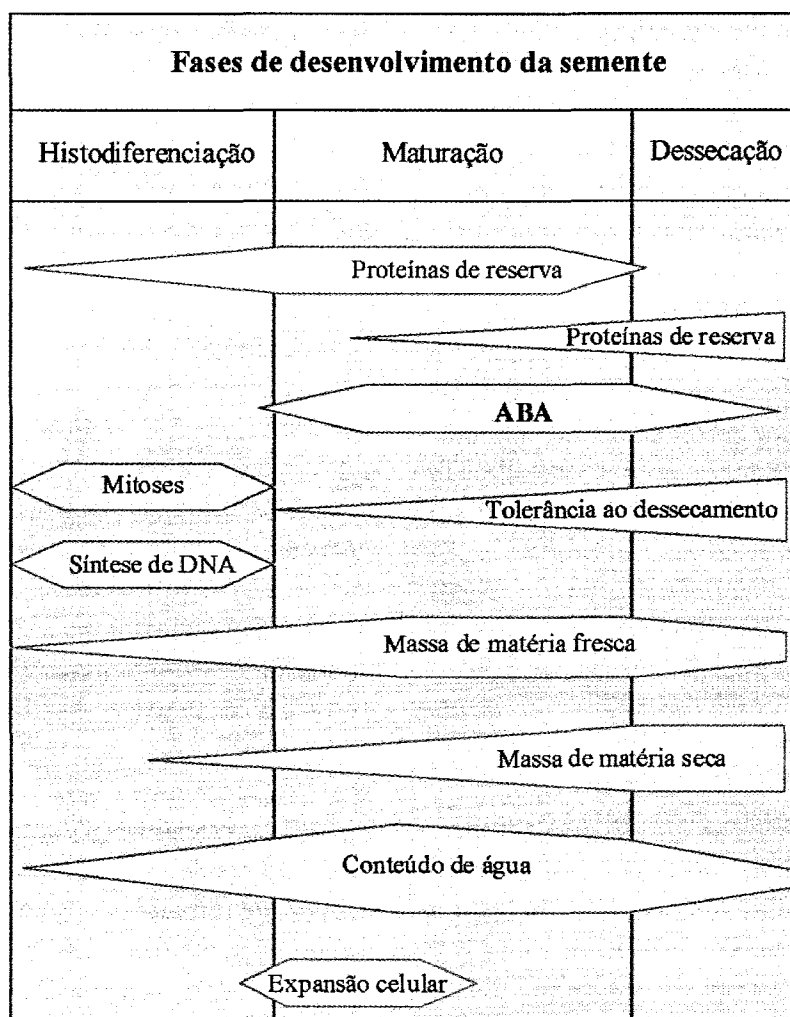 Fases de desenvolvimento da semente
Histodiferenciação
Maturação
Dessecação
Proteínas de reserva
Proteínas de reserva
ABA
Mitoses
Tolerância ao dessecamento
Síntese de DNA
Massa de matéria fresca
Massa de matéria seca
Conteúdo de água
Expansão celular